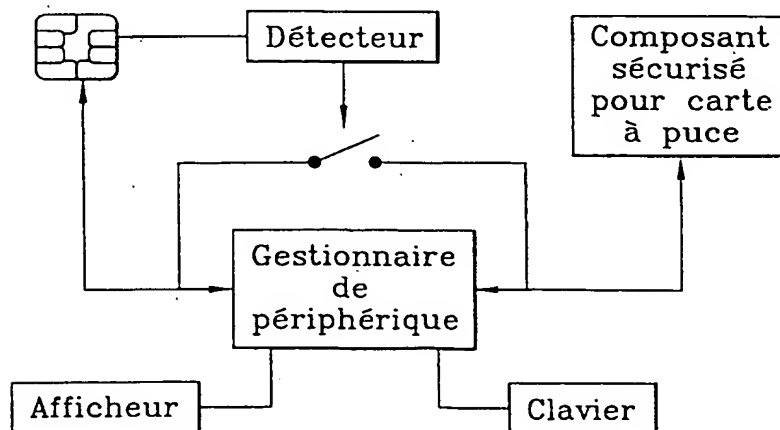 Détecteur
Composant
sécurisé
pour carte
à puce
Gestionnaire
de
périphérique
Afficheur
Clavier